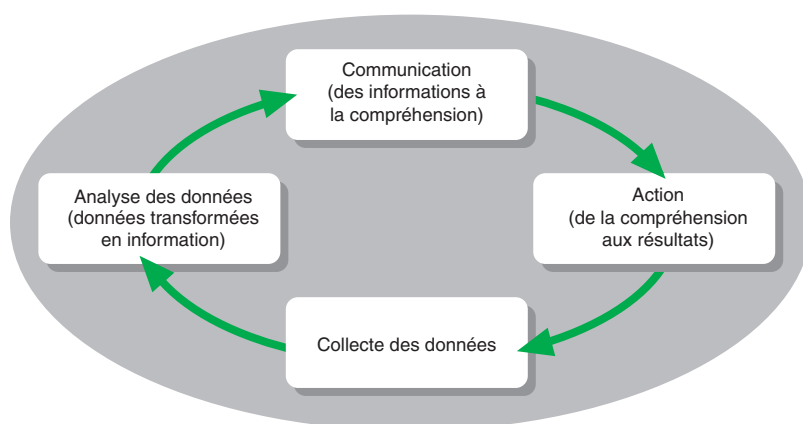 Communication
(des informations à
la compréhension)
Analyse des données
(données transformées
en information)
Action
(de la compréhension
aux résultats)
Collecte des données